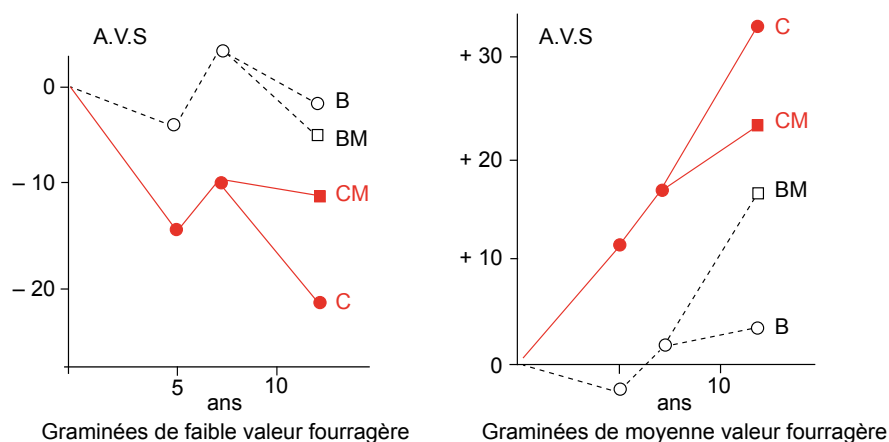 A.V.S
0
– 10
– 20
B
BM
CM
C
5
10
ans
Graminées de faible valeur fourragère
A.V.S
+ 30
+ 20
+ 10
0
C
CM
BM
B
10
ans
Graminées de moyenne valeur fourragère